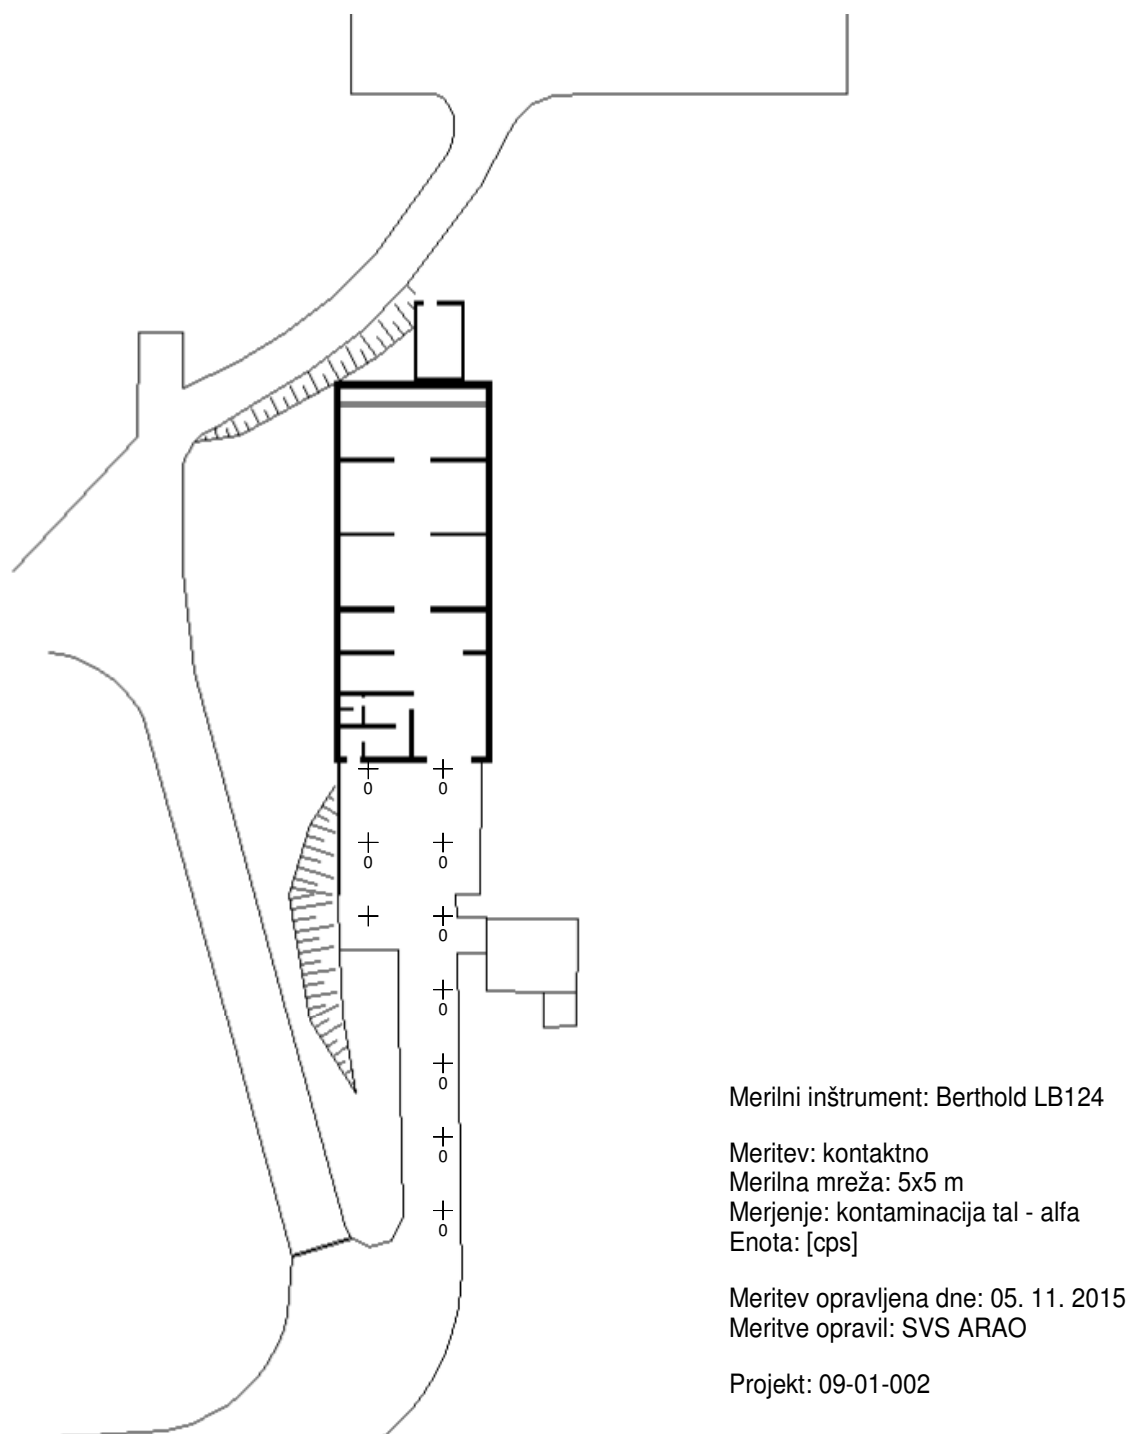 0 0
0 0
0
0
0
0
0
Merilni inštrument: Berthold LB124
Meritev: kontaktno
Merilna mreža: 5x5 m
Merjenje: kontaminacija tal - alfa
Enota: [cps]
Meritev opravljena dne: 05. 11. 2015
Meritve opravil: SVS ARAO
Projekt: 09-01-002